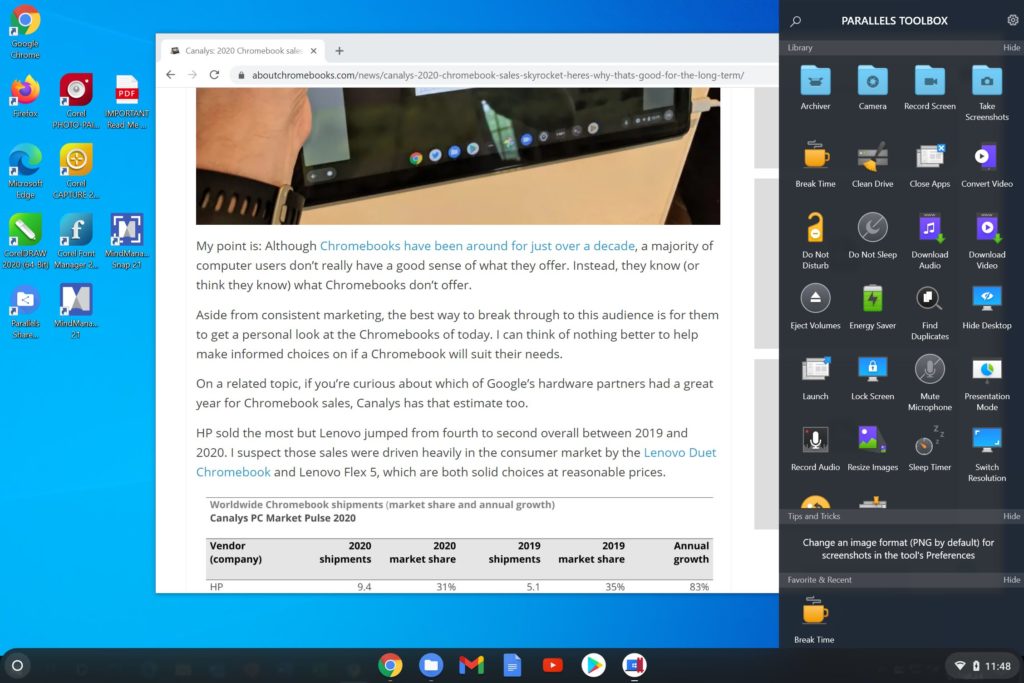 Google
Chrome
Firefox
Corel
PHOTO-PAI...
IMPORTANT
Read Me ...
Microsoft
Edge
Corel
CAPTURE 2...
CorelDRAW
2020 (64-Bit)
Corel Font
Manager 2...
MindMana...
Snap 21
Parallels
Share...
MindMana...
21
PDF
Canalys: 2020 Chromebook sales
aboutchromebooks.com/news/canalys-2020-chromebook-sales-skyrocket-heres-why-thats-good-for-the-long-term/
My point is: Although Chromebooks have been around for just over a decade, a majority of
computer users don’t really have a good sense of what they offer. Instead, they know (or
think they know) what Chromebooks don’t offer.
Aside from consistent marketing, the best way to break through to this audience is for them
to get a personal look at the Chromebooks of today. I can think of nothing better to help
make informed choices on if a Chromebook will suit their needs.
On a related topic, if you’re curious about which of Google’s hardware partners had a great
year for Chromebook sales, Canalys has that estimate too.
HP sold the most but Lenovo jumped from fourth to second overall between 2019 and
2020. I suspect those sales were driven heavily in the consumer market by the Lenovo Duet
Chromebook and Lenovo Flex 5, which are both solid choices at reasonable prices.
Worldwide Chromebook shipments (market share and annual growth)
Canalys PC Market Pulse 2020
Vendor 2020 2020 2019 2019 Annual
(company) shipments market share shipments market share growth
HP 9.4 31% 5.1 35% 83%
PARALLELS TOOLBOX
Library Hide
Archiver Camera Record Screen Take
Screenshots
Break Time Clean Drive Close Apps Convert Video
Do Not
Disturb
Do Not Sleep
Download
Audio
Download
Video
Eject Volumes Energy Saver Find
Duplicates
Hide Desktop
Launch Lock Screen Mute
Microphone
Presentation
Mode
Record Audio Resize Images Sleep Timer Switch
Resolution
Tips and Tricks Hide
Change an image format (PNG by default) for
screenshots in the tool's Preferences
Favorite & Recent Hide
Break Time
11:48